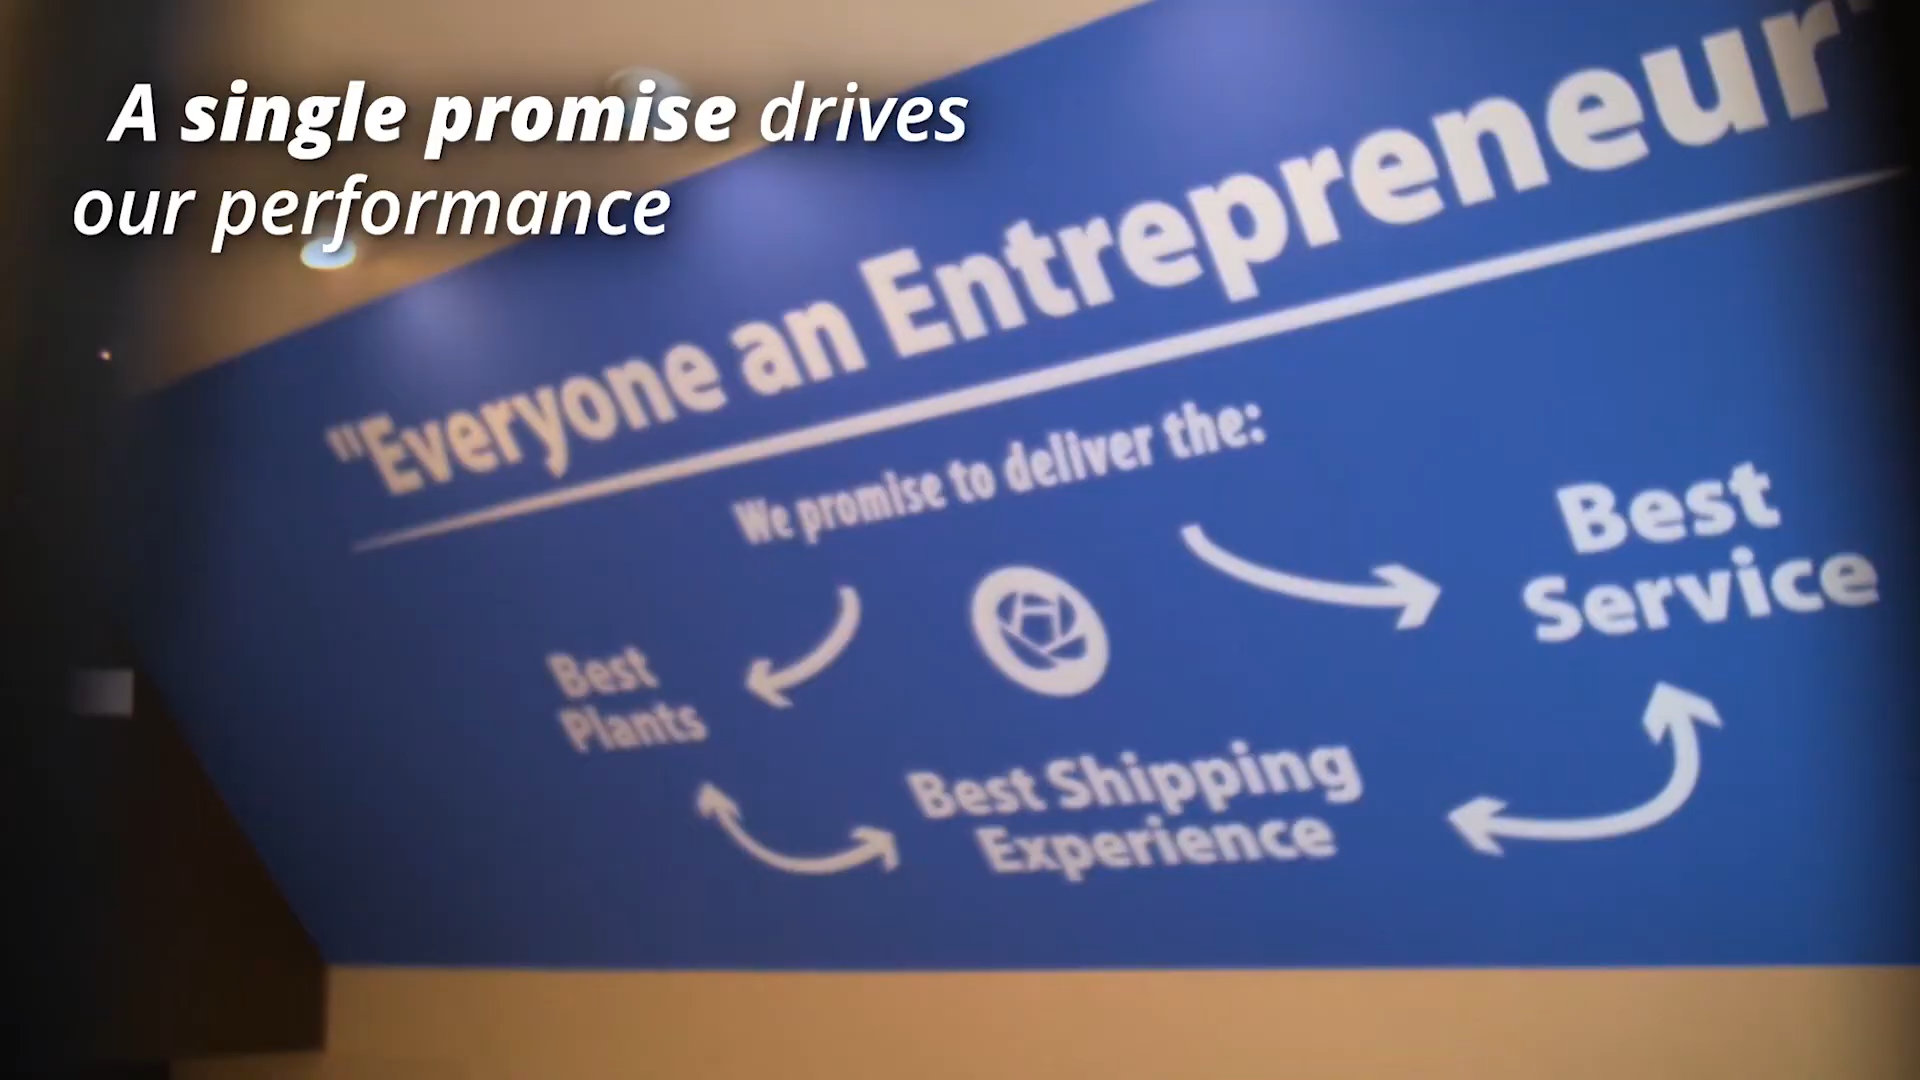 A single promise drives
our performance
"Everyone an Entrepreneur"
We promise to deliver the:
Best
Service
Best
Plants
Best Shipping
Experience